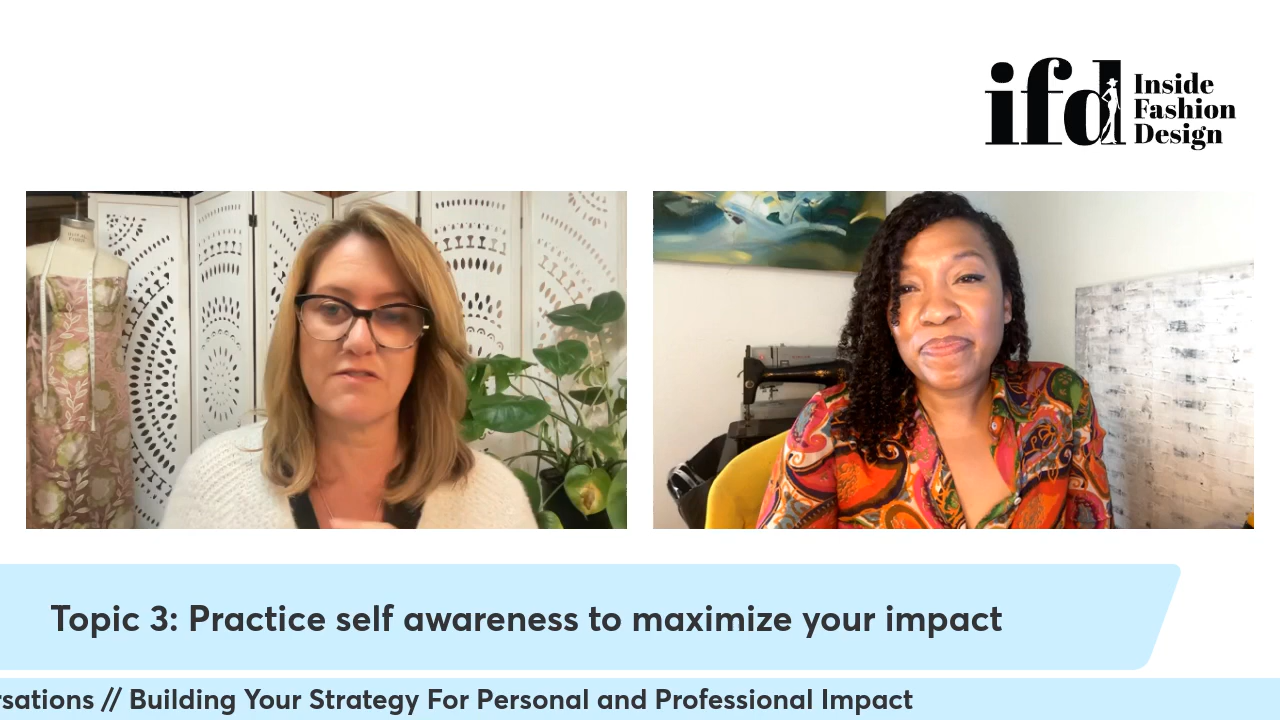 ifd
Inside
Fashion
Design
Topic 3: Practice self awareness to maximize your impact
rsations // Building Your Strategy For Personal and Professional Impact